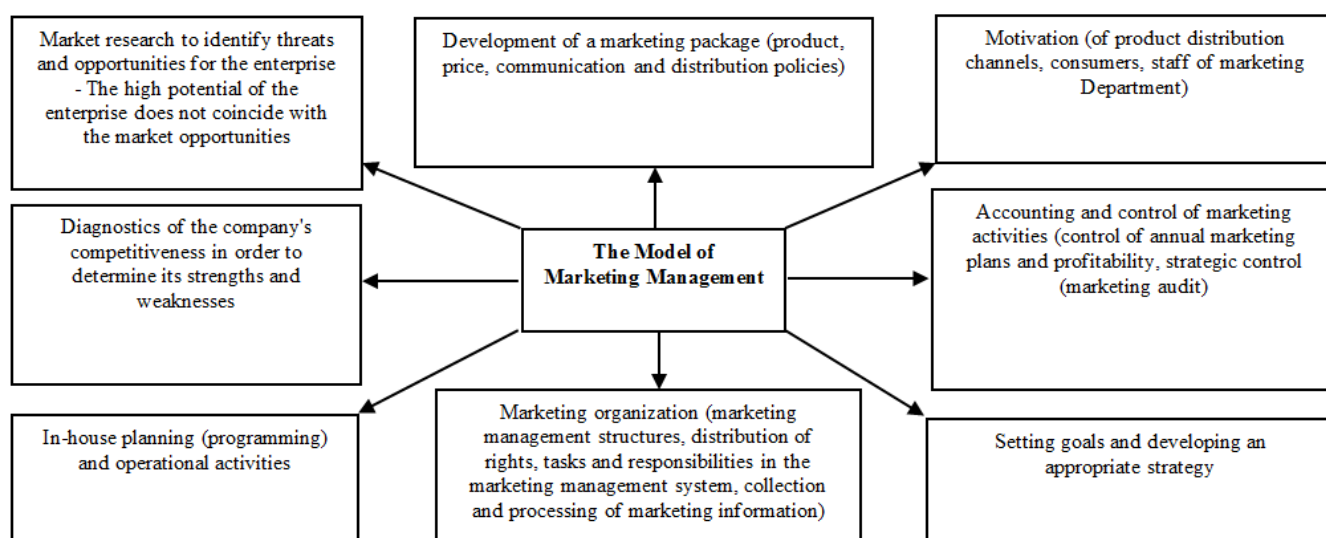 Market research to identify threats
and opportunities for the enterprise
- The high potential of the
enterprise does not coincide with
the market opportunities
Development of a marketing package (product,
price, communication and distribution policies)
Motivation (of product distribution
channels, consumers, staff of marketing
Department)
Diagnostics of the company's
competitiveness in order to
determine its strengths and
weaknesses
The Model of
Marketing Management
Accounting and control of marketing
activities (control of annual marketing
plans and profitability, strategic control
(marketing audit)
In-house planning (programming)
and operational activities
Marketing organization (marketing
management structures, distribution of
rights, tasks and responsibilities in the
marketing management system, collection
and processing of marketing information)
Setting goals and developing an
appropriate strategy